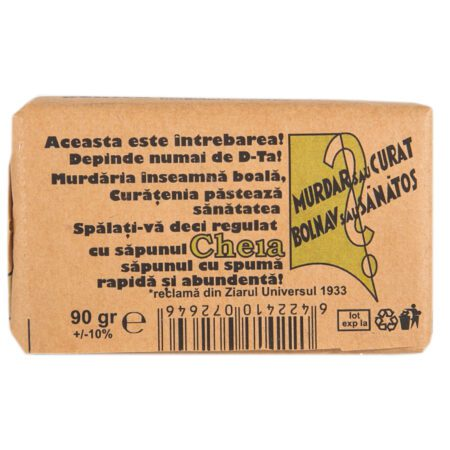 Aceasta este întrebarea!
Depinde numai de D-Ta!
Murdăria înseamnă boală,
Curățenia păstează
sănătatea
Spălați-vă deci regulat
cu săpunul Cheia
săpunul cu spumă
rapidă si abundentă!
*reclamă din Ziarul Universul 1933
MURDAR sau CURAT
BOLNAV sau SĂNĂTOS
90 gr e
+/-10%
6422410072646
lot
exp la